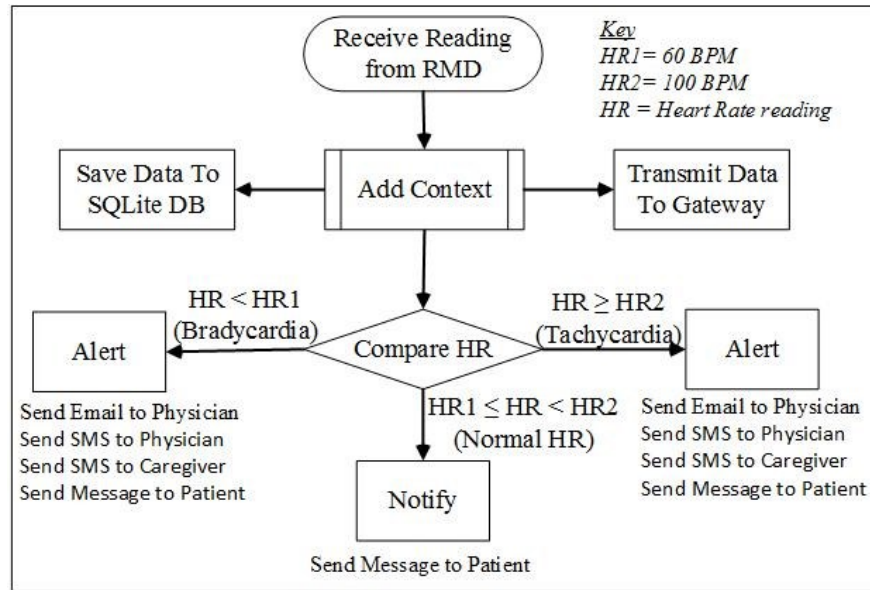 Receive Reading
from RMD
Key
HR1= 60 BPM
HR2= 100 BPM
HR = Heart Rate reading
Save Data To
SQLite DB
Add Context
Transmit Data
To Gateway
HR < HR1
(Bradycardia)
HR ≥ HR2
(Tachycardia)
Alert
Compare HR
Alert
Send Email to Physician
Send SMS to Physician
Send SMS to Caregiver
Send Message to Patient
HR1 ≤ HR < HR2
(Normal HR)
Send Email to Physician
Send SMS to Physician
Send SMS to Caregiver
Send Message to Patient
Notify
Send Message to Patient